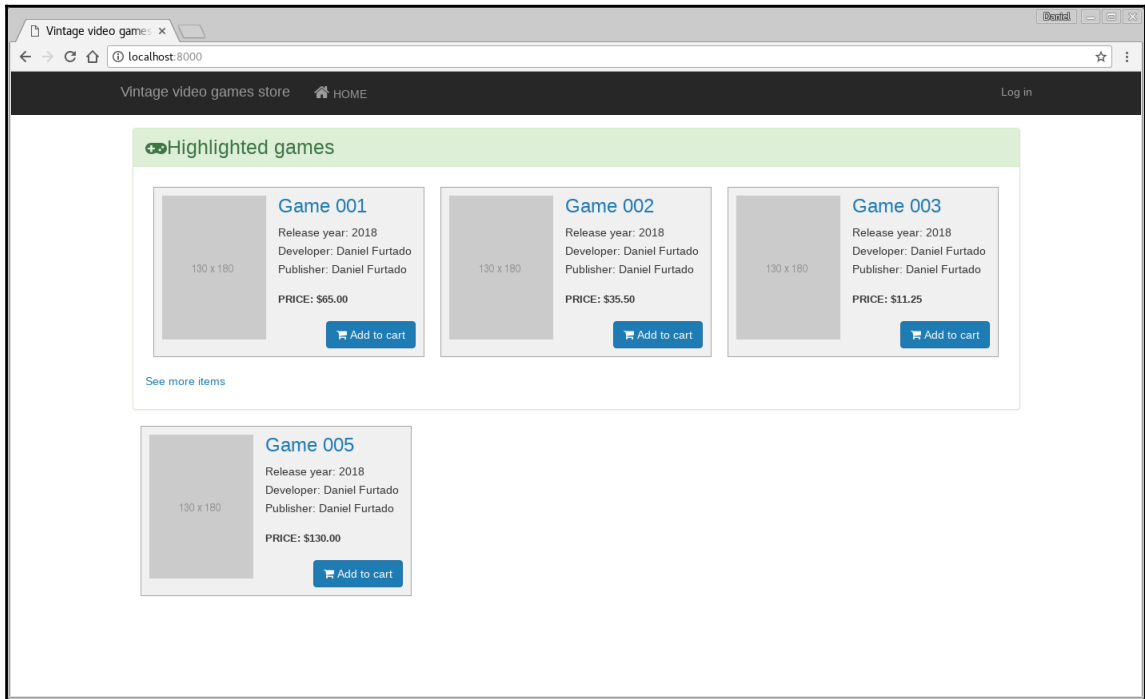 Daniel
Vintage video games
localhost:8000
Vintage video games store HOME Log in
Highlighted games
Game 001
Release year: 2018
Developer: Daniel Furtado
Publisher: Daniel Furtado
130 x 180
PRICE: $65.00
Add to cart
Game 002
Release year: 2018
Developer: Daniel Furtado
Publisher: Daniel Furtado
130 x 180
PRICE: $35.50
Add to cart
Game 003
Release year: 2018
Developer: Daniel Furtado
Publisher: Daniel Furtado
130 x 180
PRICE: $11.25
Add to cart
See more items
Game 005
Release year: 2018
Developer: Daniel Furtado
Publisher: Daniel Furtado
130 x 180
PRICE: $130.00
Add to cart